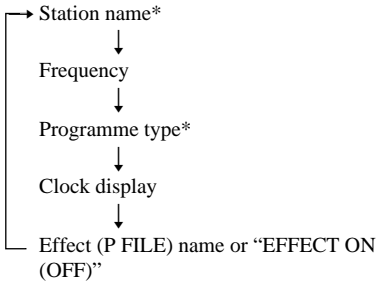 Station name*
Frequency
Programme type*
Clock display
Effect (P FILE) name or “EFFECT ON
(OFF)”